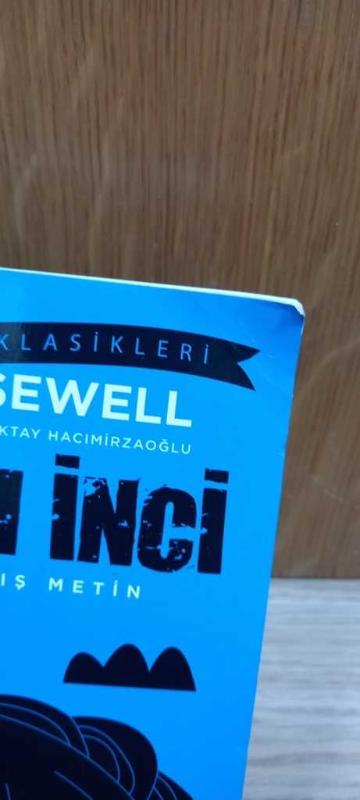 KLASİKLERİ
SEWELL
KTAY HACIMİRZAOĞLU
İNCİ
IŞ METİN